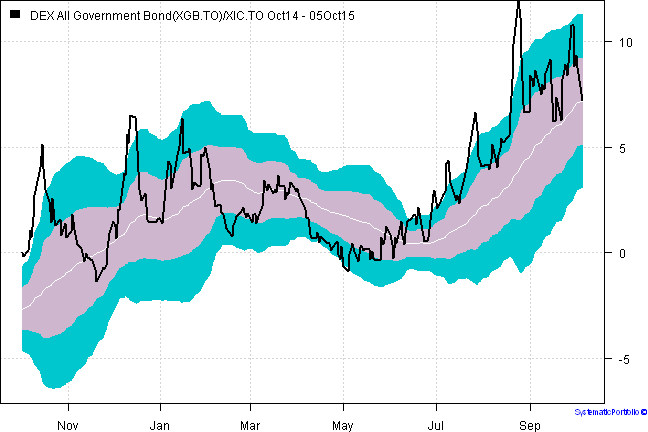 DEX All Government Bond(XGB.TO)/XIC.TO Oct14 - 05Oct15
10
5
0
-5
Nov Jan Mar May Jul Sep
SystematicPortfolio ©